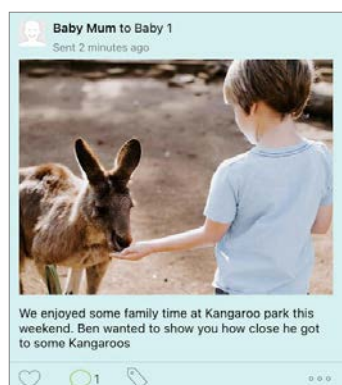 Baby Mum to Baby 1
Sent 2 minutes ago
We enjoyed some family time at Kangaroo park this
weekend. Ben wanted to show you how close he got
to some Kangaroos
1